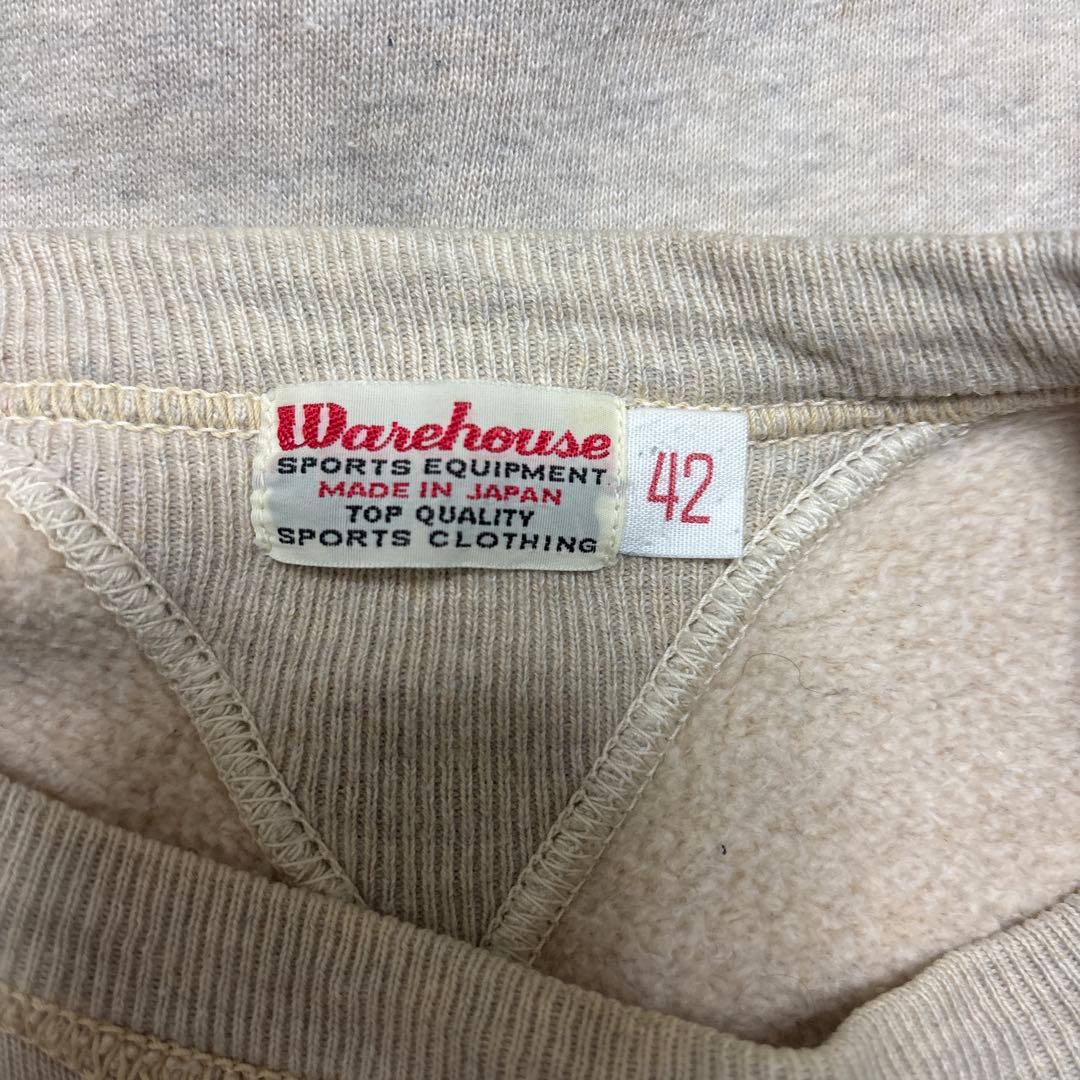 Warehouse
SPORTS EQUIPMENT
MADE IN JAPAN
TOP QUALITY
SPORTS CLOTHING
42